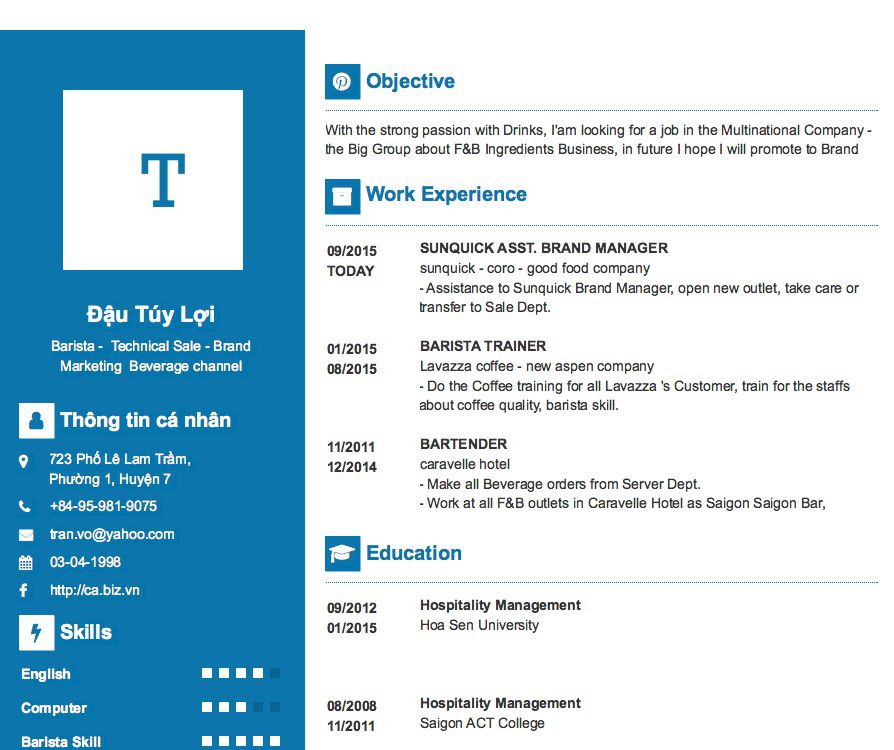 T
Đậu Túy Lợi
Barista -  Technical Sale - Brand
Marketing  Beverage channel
Thông tin cá nhân
723 Phố Lê Lam Trầm,
Phường 1, Huyện 7
+84-95-981-9075
tran.vo@yahoo.com
03-04-1998
http://ca.biz.vn
Skills
English
Computer
Barista Skill
Objective
With the strong passion with Drinks, I'am looking for a job in the Multinational Company -
the Big Group about F&B Ingredients Business, in future I hope I will promote to Brand
Work Experience
09/2015 SUNQUICK ASST. BRAND MANAGER
TODAY sunquick - coro - good food company
- Assistance to Sunquick Brand Manager, open new outlet, take care or
transfer to Sale Dept.
01/2015 BARISTA TRAINER
08/2015 Lavazza coffee - new aspen company
- Do the Coffee training for all Lavazza 's Customer, train for the staffs
about coffee quality, barista skill.
11/2011 BARTENDER
12/2014 caravelle hotel
- Make all Beverage orders from Server Dept.
- Work at all F&B outlets in Caravelle Hotel as Saigon Saigon Bar,
Education
09/2012 Hospitality Management
01/2015 Hoa Sen University
08/2008 Hospitality Management
11/2011 Saigon ACT College